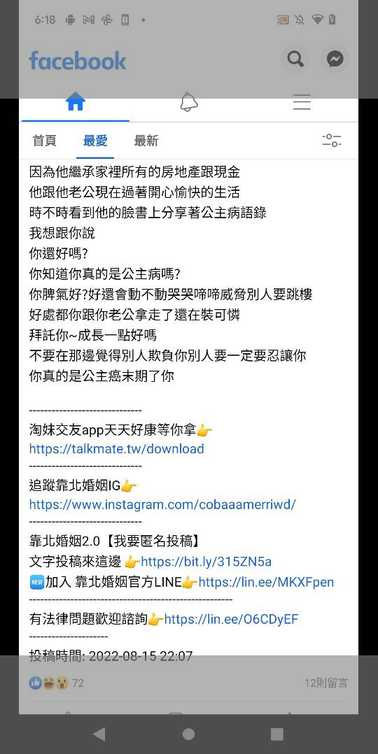 6:18
facebook
首頁 最愛 最新
因為他繼承家裡所有的房地產跟現金
他跟他老公現在過著開心愉快的生活
時不時看到他的臉書上分享著公主病語錄
我想跟你說
你還好嗎?
你知道你真的是公主病嗎?
你脾氣好?好還會動不動哭哭啼啼威脅別人要跳樓
好處都你跟你老公拿走了還在裝可憐
拜託你~成長一點好嗎
不要在那邊覺得別人欺負你別人要一定要忍讓你
你真的是公主癌末期了你
------------------------------
淘妹交友app天天好康等你拿👉
https://talkmate.tw/download
------------------------------
追蹤靠北婚姻IG👉
https://www.instagram.com/cobaaamerriwd/
------------------------------
靠北婚姻2.0【我要匿名投稿】
文字投稿來這邊 👉https://bit.ly/315ZN5a
🆕加入 靠北婚姻官方LINE👉https://lin.ee/MKXFpen
------------------------------------------------------
有法律問題歡迎諮詢👉https://lin.ee/O6CDyEF
---------------------
投稿時間: 2022-08-15 22:07
72 12則留言